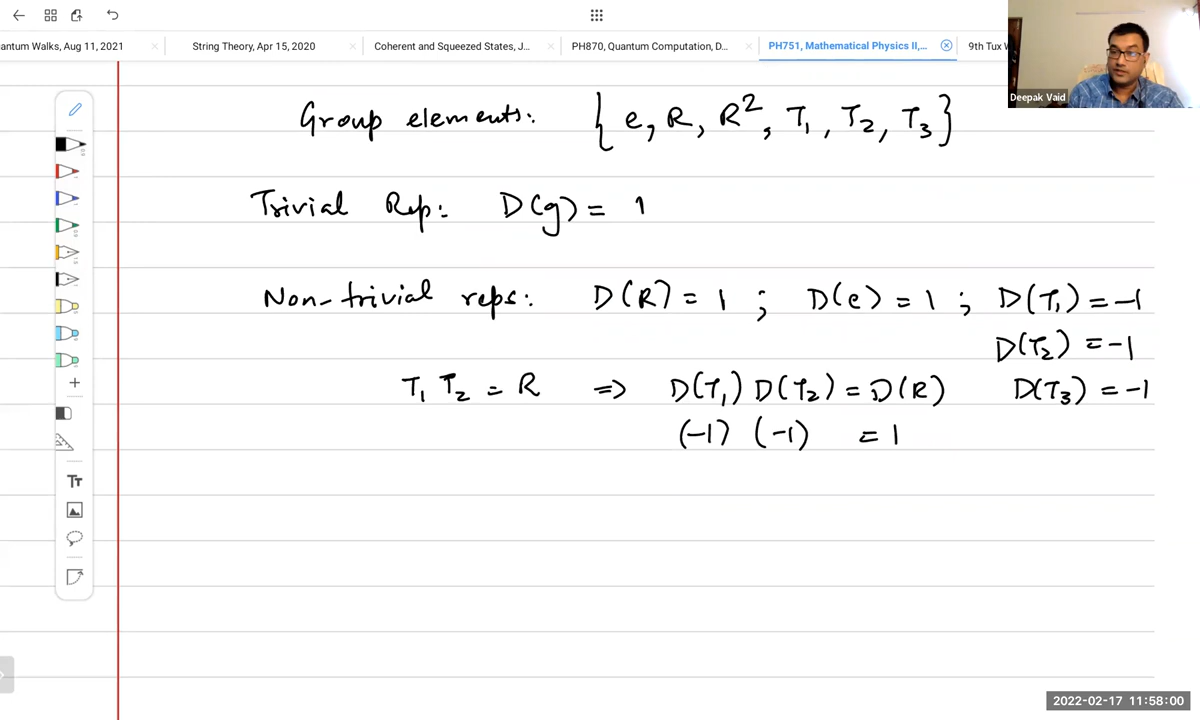 antum Walks, Aug 11, 2021 String Theory, Apr 15, 2020 Coherent and Squeezed States, J... PH870, Quantum Computation, D... PH751, Mathematical Physics II,... 9th Tux W
Deepak Vaid
Group elements: { e, R, R², T₁, T₂, T₃ }
Trivial Rep: D(g) = 1
Non-trivial reps: D(R) = 1 ; D(e) = 1 ; D(T₁) = -1
D(T₂) = -1
T₁ T₂ = R => D(T₁) D(T₂) = D(R) D(T₃) = -1
(-1) (-1) = 1
TT
2022-02-17 11:58:00